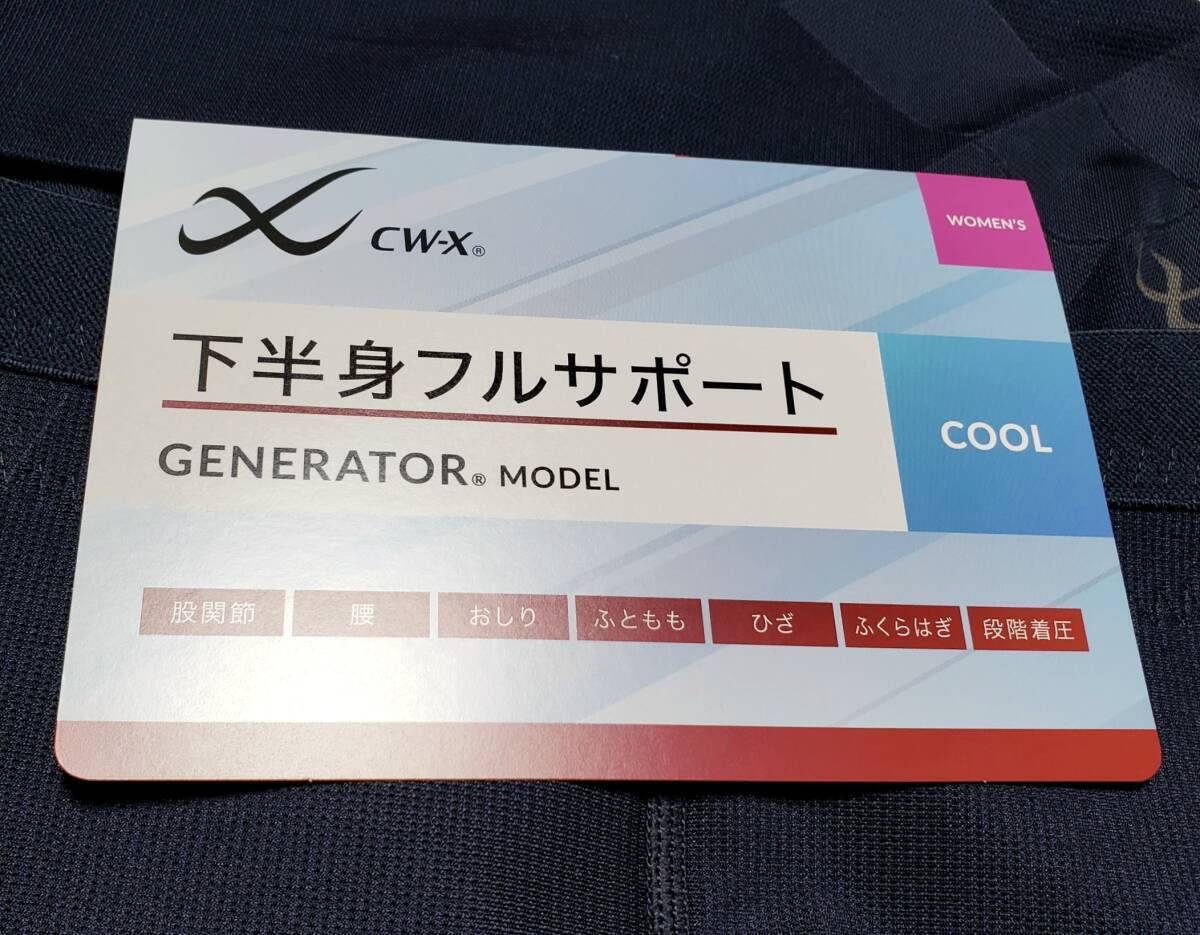 CW-X®
WOMEN'S
下半身フルサポート
GENERATOR® MODEL
COOL
股関節 腰 おしり ふともも ひざ ふくらはぎ 段階着圧